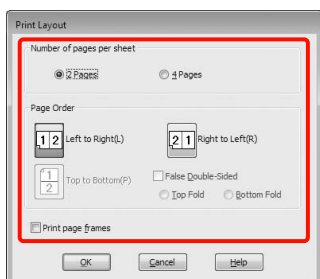 Print Layout
Number of pages per sheet
2 Pages 4 Pages
Page Order
1 2 Left to Right(L) 2 1 Right to Left(R)
1 2 Top to Bottom(P) False Double-Sided
Top Fold Bottom Fold
Print page frames
OK Cancel Help